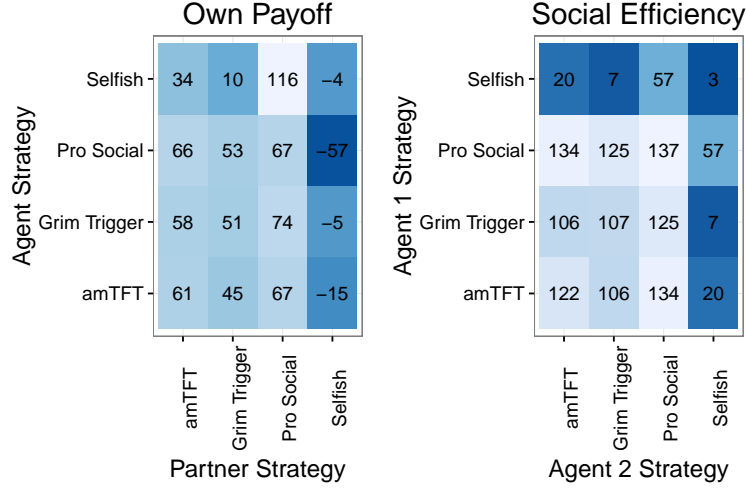 Own Payoff
Agent Strategy
Selfish 34 10 116 −4
Pro Social 66 53 67 −57
Grim Trigger 58 51 74 −5
amTFT 61 45 67 −15
amTFT
Grim Trigger
Pro Social
Selfish
Partner Strategy
Social Efficiency
Agent 1 Strategy
Selfish 20 7 57 3
Pro Social 134 125 137 57
Grim Trigger 106 107 125 7
amTFT 122 106 134 20
amTFT
Grim Trigger
Pro Social
Selfish
Agent 2 Strategy